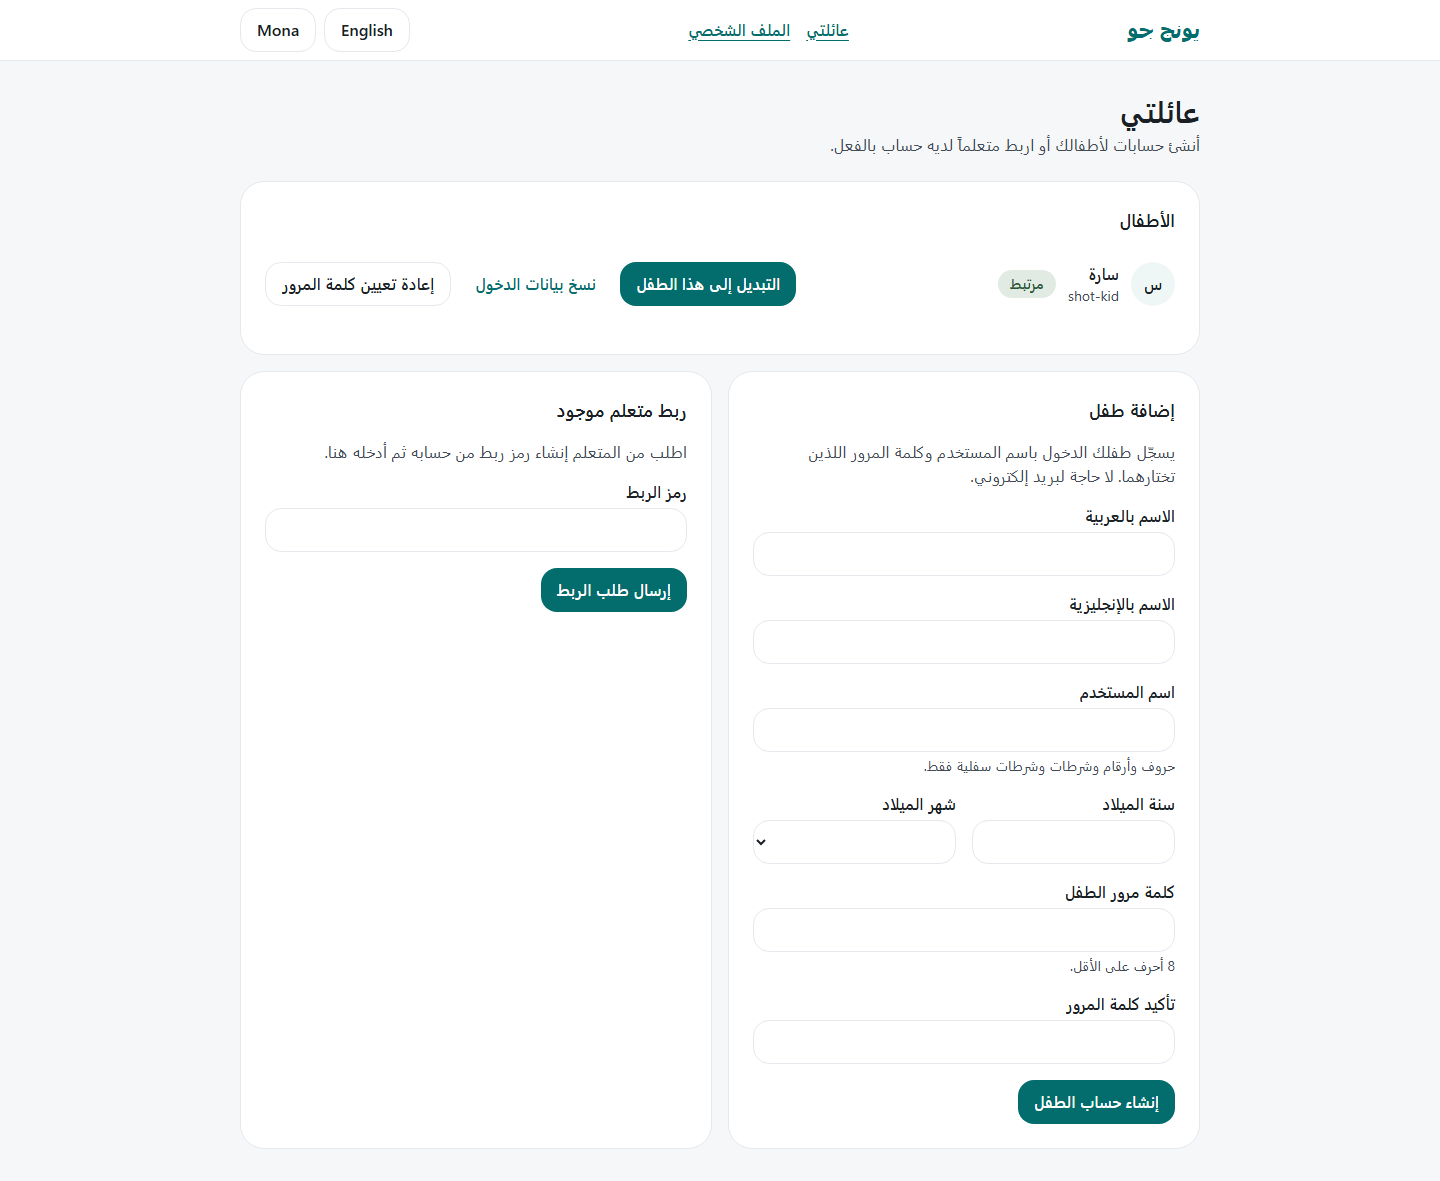 يونج جو
عائلتي
الملف الشخصي
English
Mona
عائلتي
أنشئ حسابات لأطفالك أو اربط متعلماً لديه حساب بالفعل.
الأطفال
س
سارة
shot-kid
مرتبط
التبديل إلى هذا الطفل
نسخ بيانات الدخول
إعادة تعيين كلمة المرور
إضافة طفل
يسجّل طفلك الدخول باسم المستخدم وكلمة المرور اللذين
تختارهما. لا حاجة لبريد إلكتروني.
الاسم بالعربية
الاسم بالإنجليزية
اسم المستخدم
حروف وأرقام وشرطات وشرطات سفلية فقط.
سنة الميلاد
شهر الميلاد
كلمة مرور الطفل
8 أحرف على الأقل.
تأكيد كلمة المرور
إنشاء حساب الطفل
ربط متعلم موجود
اطلب من المتعلم إنشاء رمز ربط من حسابه ثم أدخله هنا.
رمز الربط
إرسال طلب الربط